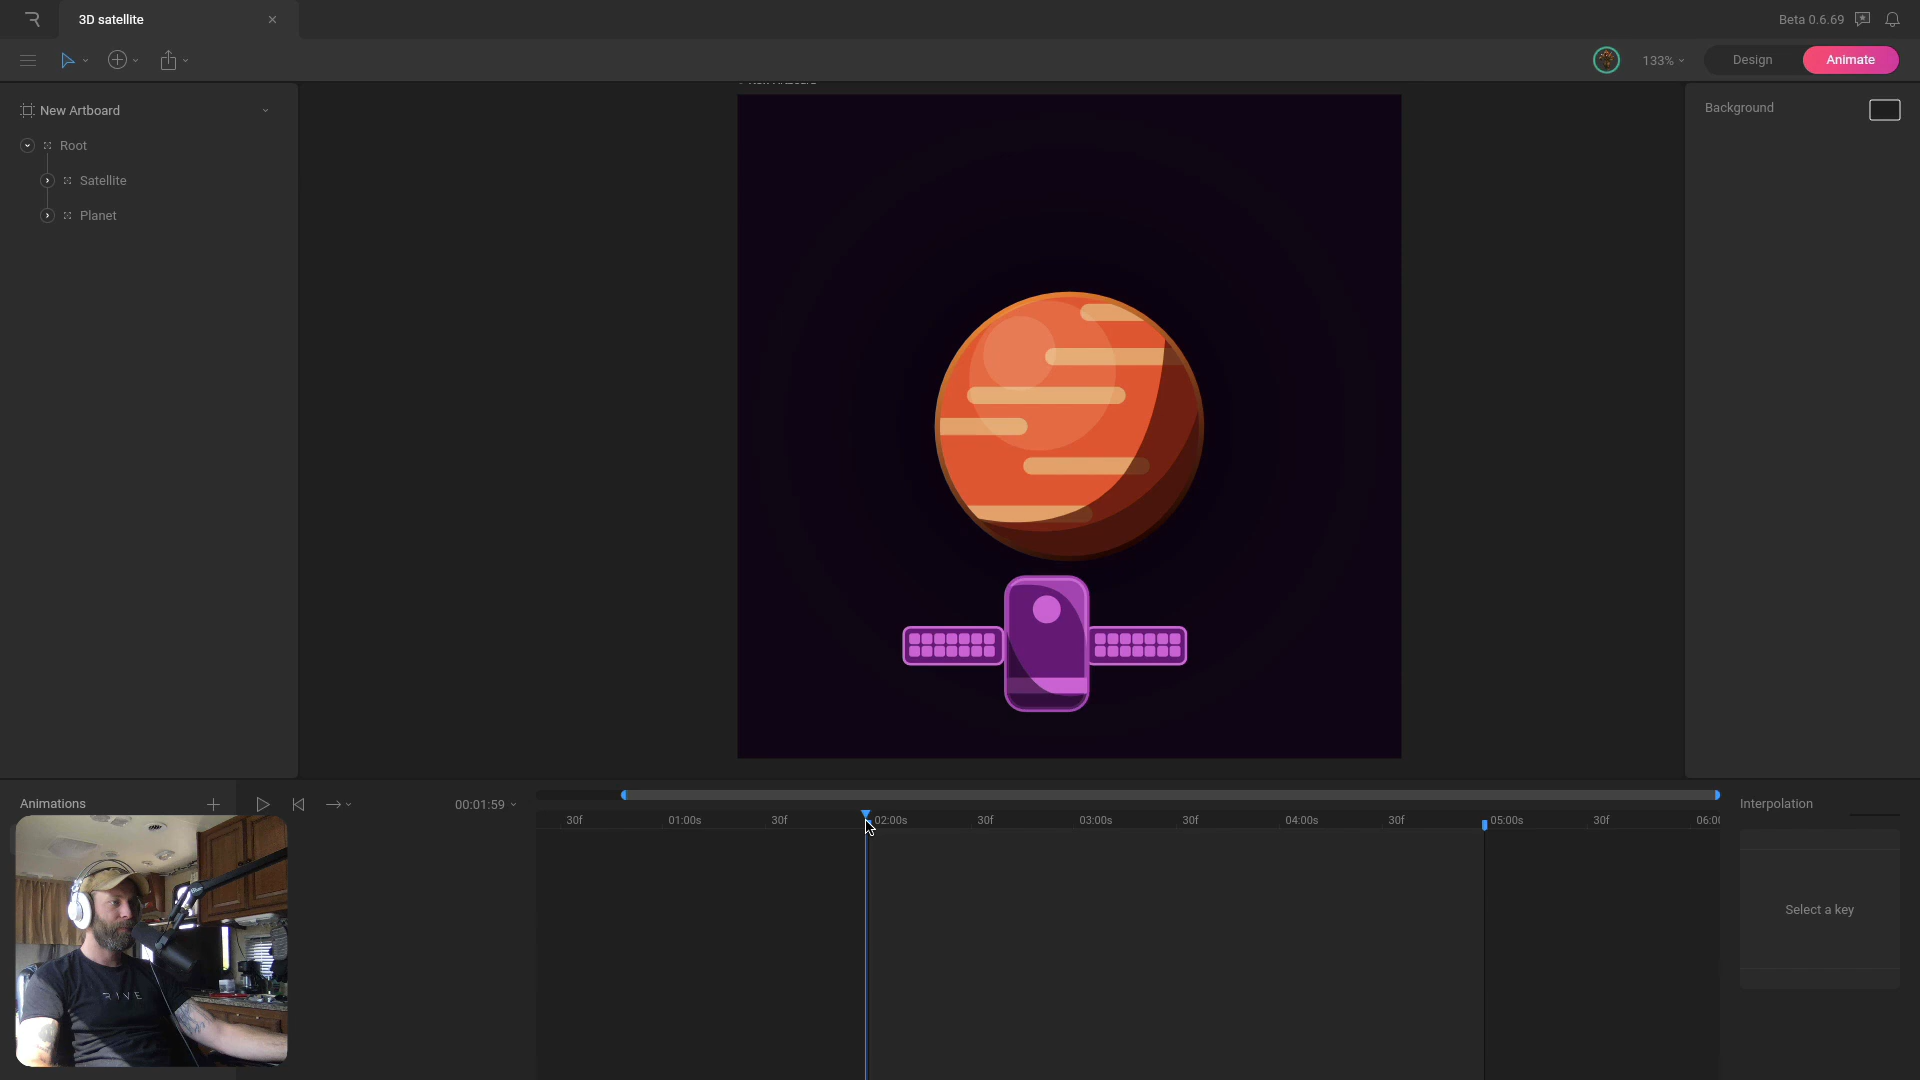 3D satellite
Beta 0.6.69
133%
Design
Animate
New Artboard
Background
Root
Satellite
Planet
Animations
00:01:59
Interpolation
30f
01:00s
30f
02:00s
30f
03:00s
30f
04:00s
30f
05:00s
30f
Select a key
RIVE